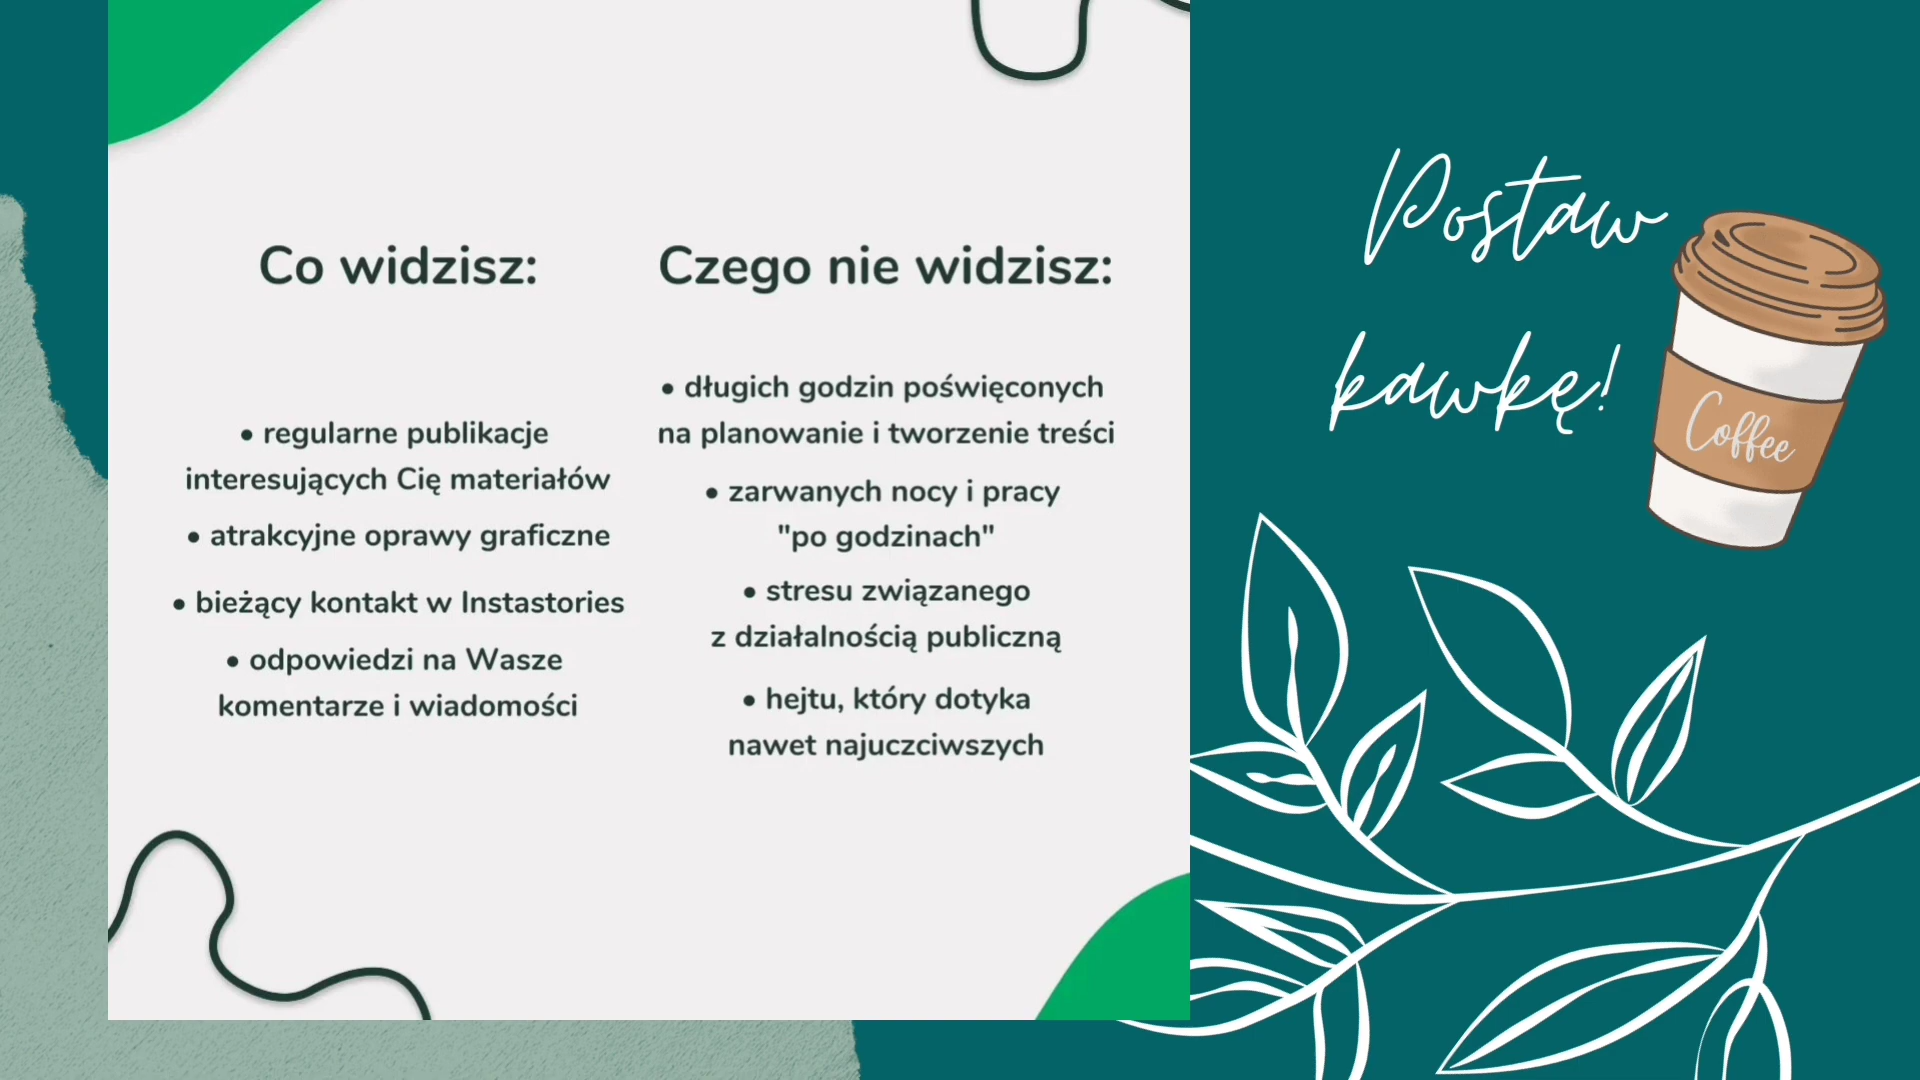 Co widzisz:
• regularne publikacje
interesujących Cię materiałów
• atrakcyjne oprawy graficzne
• bieżący kontakt w Instastories
• odpowiedzi na Wasze
komentarze i wiadomości
Czego nie widzisz:
• długich godzin poświęconych
na planowanie i tworzenie treści
• zarwanych nocy i pracy
"po godzinach"
• stresu związanego
z działalnością publiczną
• hejtu, który dotyka
nawet najuczciwszych
Postaw
kawkę!
Coffee